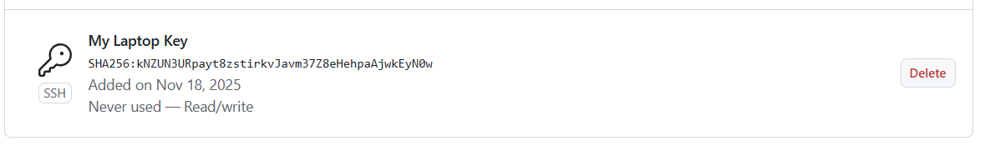 My Laptop Key
SHA256:kNZUN3URpayt8zstirkvJavm37Z8eHehpaAjwkEyN0w
SSH
Added on Nov 18, 2025
Never used — Read/write
Delete